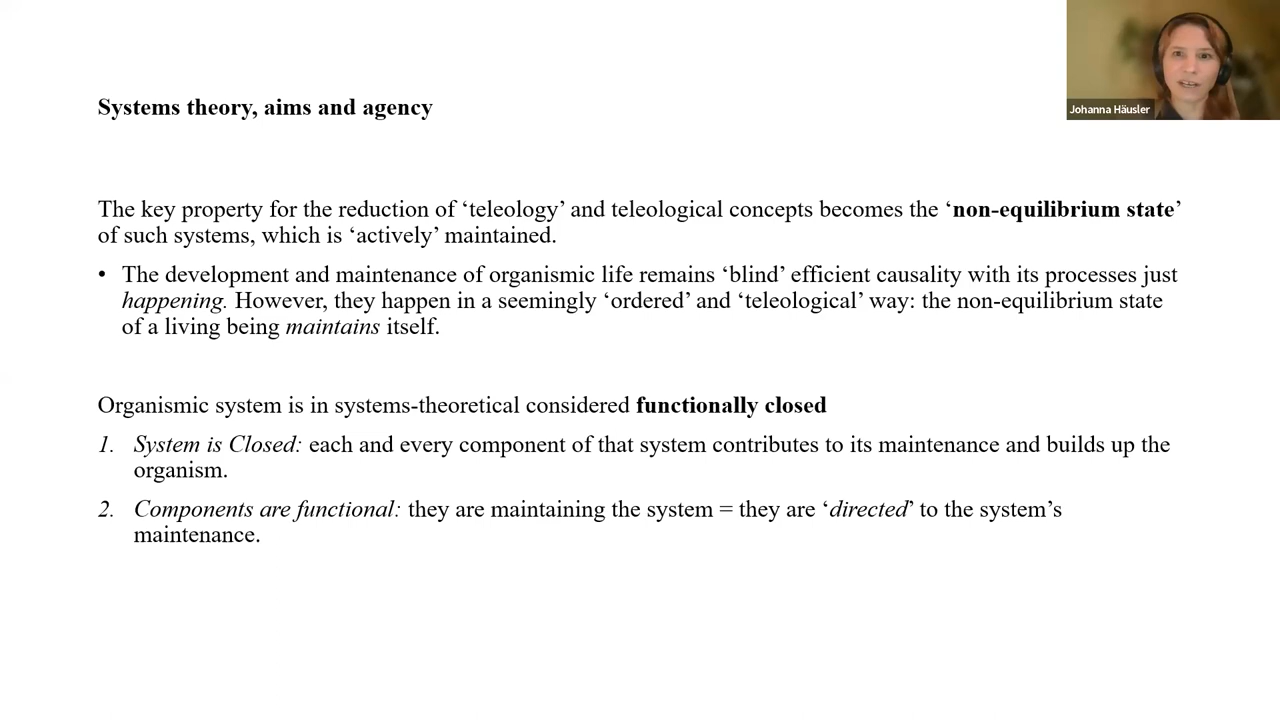 Systems theory, aims and agency
Johanna Häusler
The key property for the reduction of ‘teleology’ and teleological concepts becomes the ‘non-equilibrium state’
of such systems, which is ‘actively’ maintained.
• The development and maintenance of organismic life remains ‘blind’ efficient causality with its processes just
happening. However, they happen in a seemingly ‘ordered’ and ‘teleological’ way: the non-equilibrium state
of a living being maintains itself.
Organismic system is in systems-theoretical considered functionally closed
1. System is Closed: each and every component of that system contributes to its maintenance and builds up the
organism.
2. Components are functional: they are maintaining the system = they are ‘directed’ to the system’s
maintenance.